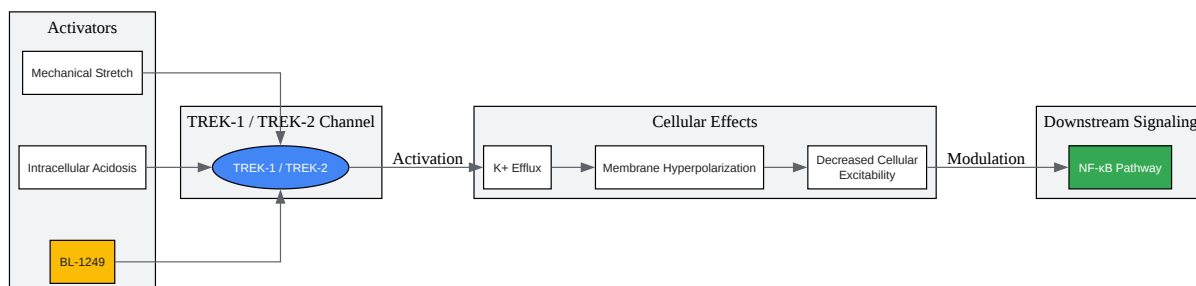 Activators
Mechanical Stretch
Intracellular Acidosis
BL-1249
TREK-1 / TREK-2 Channel
TREK-1 / TREK-2
Activation
Cellular Effects
K+ Efflux
Membrane Hyperpolarization
Decreased Cellular
Excitability
Modulation
Downstream Signaling
NF-κB Pathway